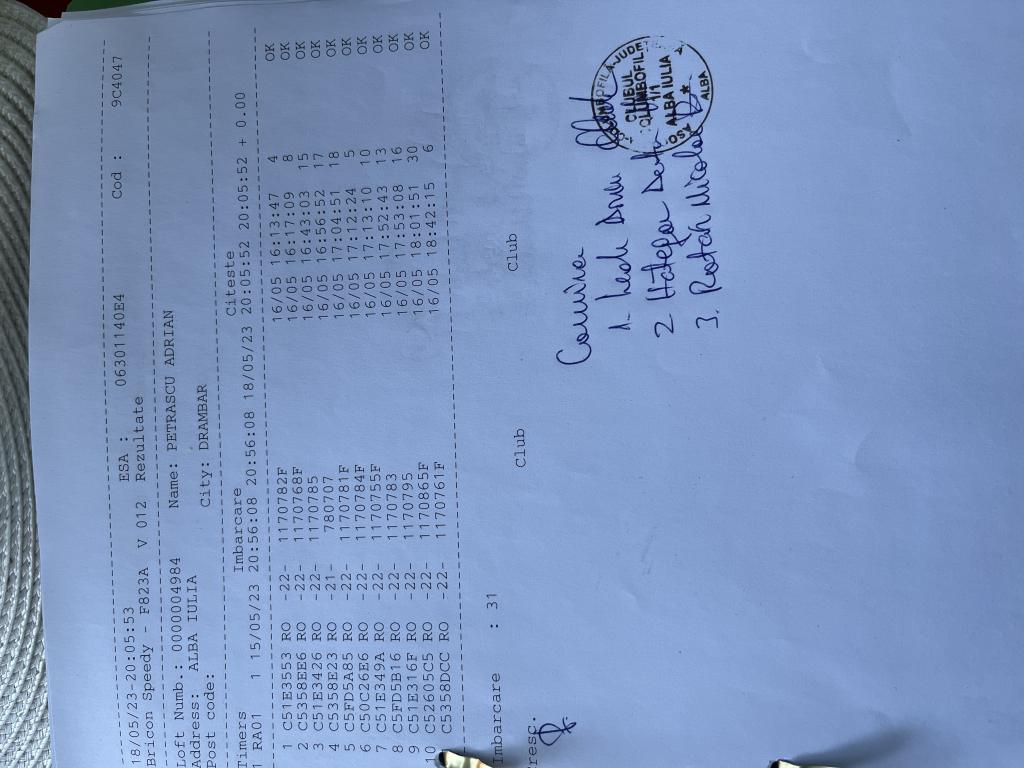 18/05/23-20:05:53 ESA : 06301140E4 Cod : 9C4047
Bricon Speedy - F823A V 012 Rezultate
Loft Numb.: 0000004984 Name: PETRASCU ADRIAN
Address: ALBA IULIA City: DRAMBAR
Post code:
Timers Imbarcare Citeste
1 RA01 1 15/05/23 20:56:08 20:56:08 18/05/23 20:05:52 20:05:52 + 0.00
1 C51E3553 RO -22- 1170782F 16/05 16:13:47 4 OK
2 C5358EE6 RO -22- 1170768F 16/05 16:17:09 8 OK
3 C51E3426 RO -22- 1170785 16/05 16:43:03 15 OK
4 C5358E23 RO -21- 780707 16/05 16:56:52 17 OK
5 C5FD5A85 RO -22- 1170781F 16/05 17:04:51 18 OK
6 C50C26E6 RO -22- 1170784F 16/05 17:12:24 5 OK
7 C51E349A RO -22- 1170755F 16/05 17:13:10 10 OK
8 C5FD5B16 RO -22- 1170783 16/05 17:52:43 13 OK
9 C51E316F RO -22- 1170795 16/05 17:53:08 16 OK
10 C52605C5 RO -22- 1170865F 16/05 18:01:51 30 OK
C5358DCC RO -22- 1170761F 16/05 18:42:15 6 OK
Imbarcare : 31 Club
resc. Club
1.
2 Hategan
3. Rotar Nicolae
CLUBUL
ALBA IULIA
ALBA